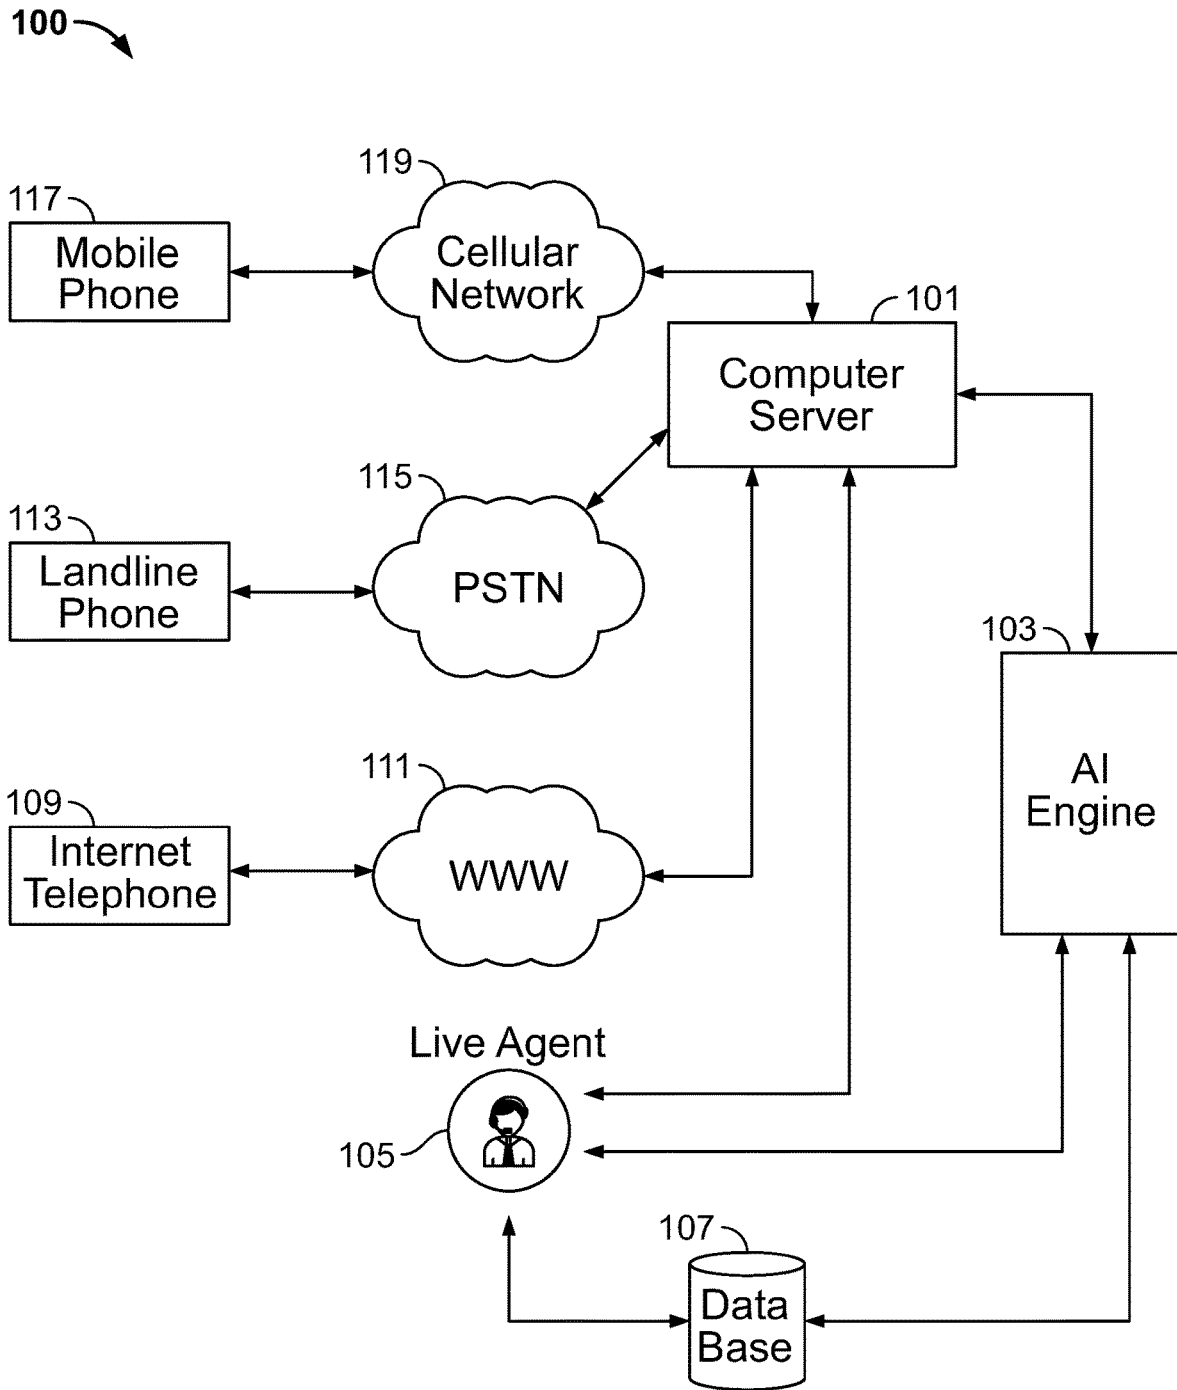 100
119
117
Mobile
Phone
Cellular
Network
101
Computer
Server
115
113
Landline
Phone
PSTN
103
AI
Engine
111
109
Internet
Telephone
WWW
Live Agent
105
107
Data
Base